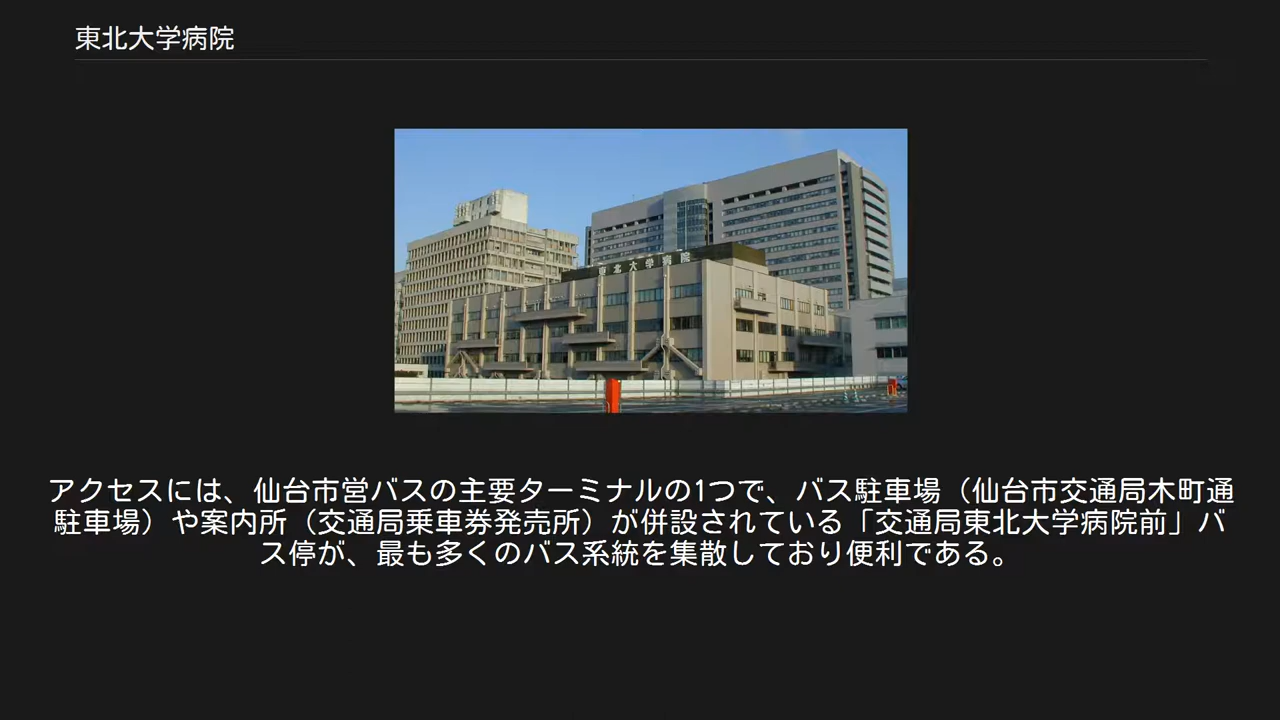 東北大学病院
東北大学病院
アクセスには、仙台市営バスの主要ターミナルの1つで、バス駐車場（仙台市交通局木町通
駐車場）や案内所（交通局乗車券発売所）が併設されている「交通局東北大学病院前」バ
ス停が、最も多くのバス系統を集散しており便利である。